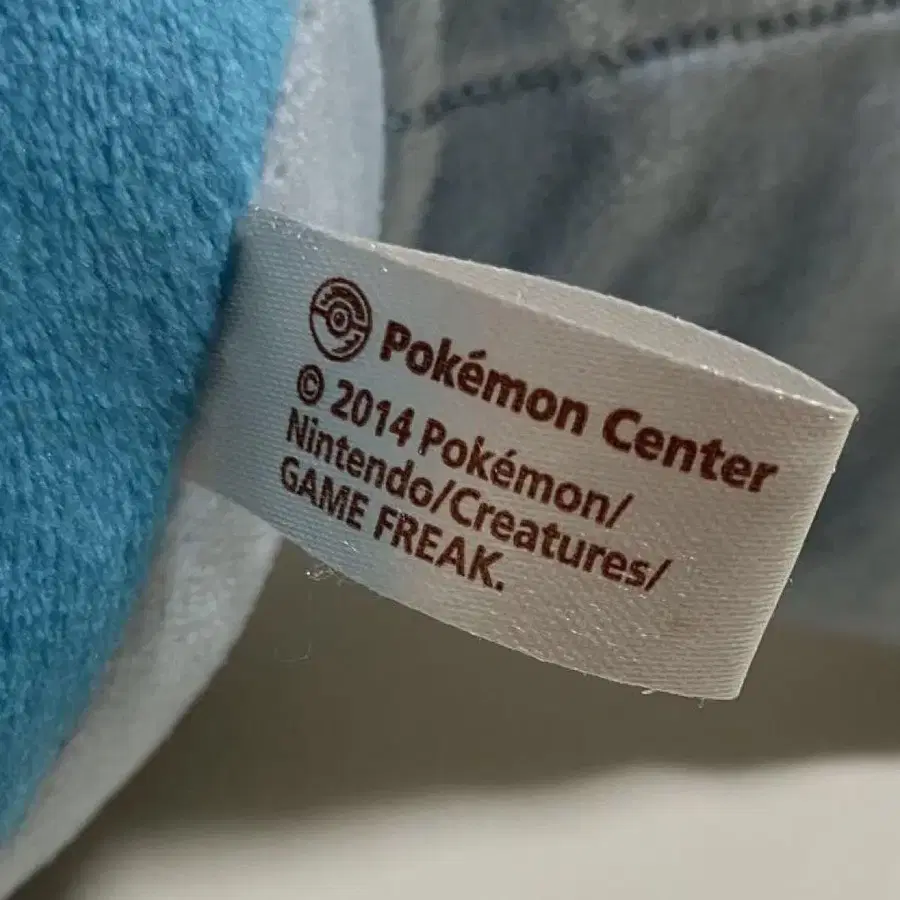 Pokémon Center
© 2014 Pokémon/
Nintendo/Creatures/
GAME FREAK.